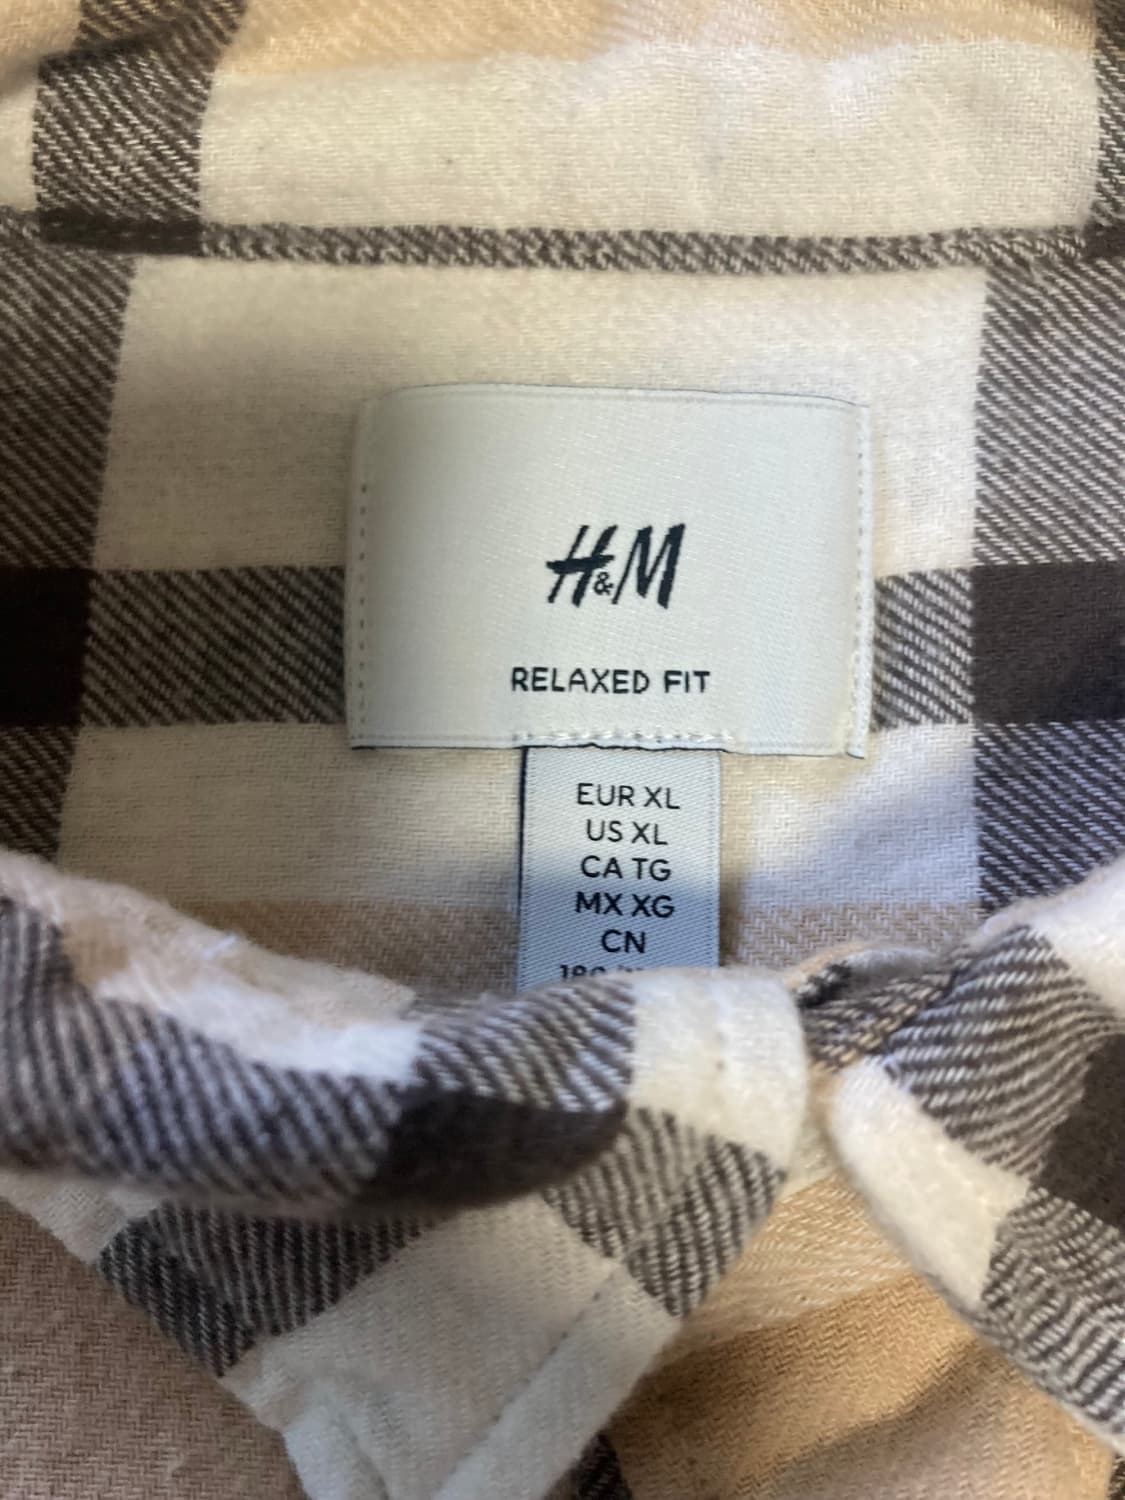 H&M
RELAXED FIT
EUR XL
US XL
CA TG
MX XG
CN